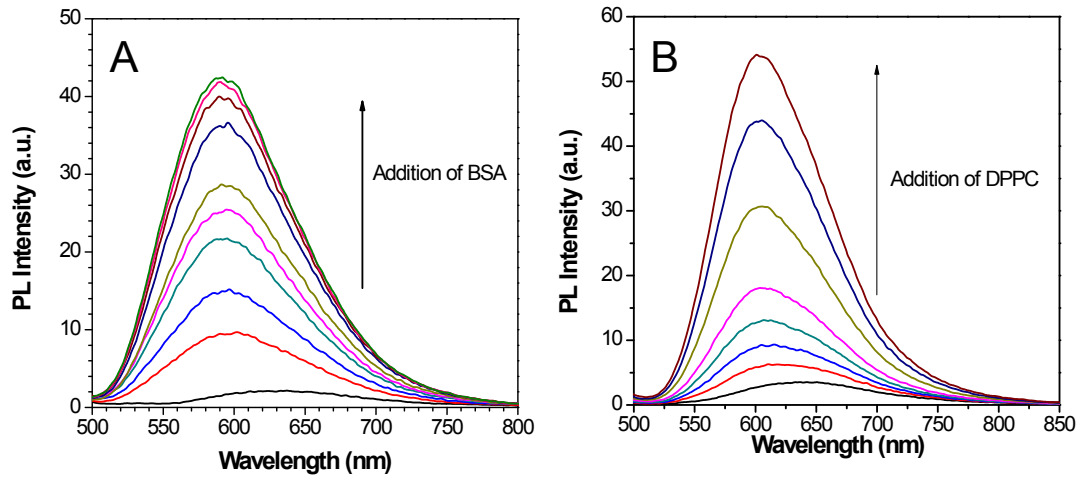 A
PL Intensity (a.u.)
50
40
30
20
10
0
Addition of BSA
500 550 600 650 700 750 800
Wavelength (nm)
B
PL Intensity (a.u.)
60
50
40
30
20
10
0
Addition of DPPC
500 550 600 650 700 750 800 850
Wavelength (nm)